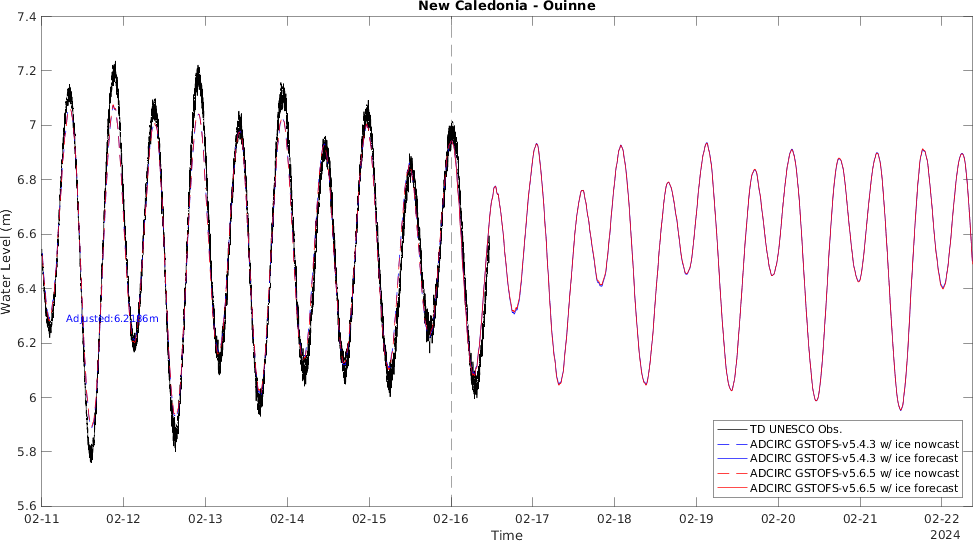 New Caledonia - Ouinne
7.4
7.2
7
6.8
6.6
6.4
6.2
6
5.8
5.6
Water Level (m)
Adjusted:6.2186m
TD UNESCO Obs.
ADCIRC GSTOFS-v5.4.3 w/ ice nowcast
ADCIRC GSTOFS-v5.4.3 w/ ice forecast
ADCIRC GSTOFS-v5.6.5 w/ ice nowcast
ADCIRC GSTOFS-v5.6.5 w/ ice forecast
02-11 02-12 02-13 02-14 02-15 02-16 02-17 02-18 02-19 02-20 02-21 02-22
Time
2024